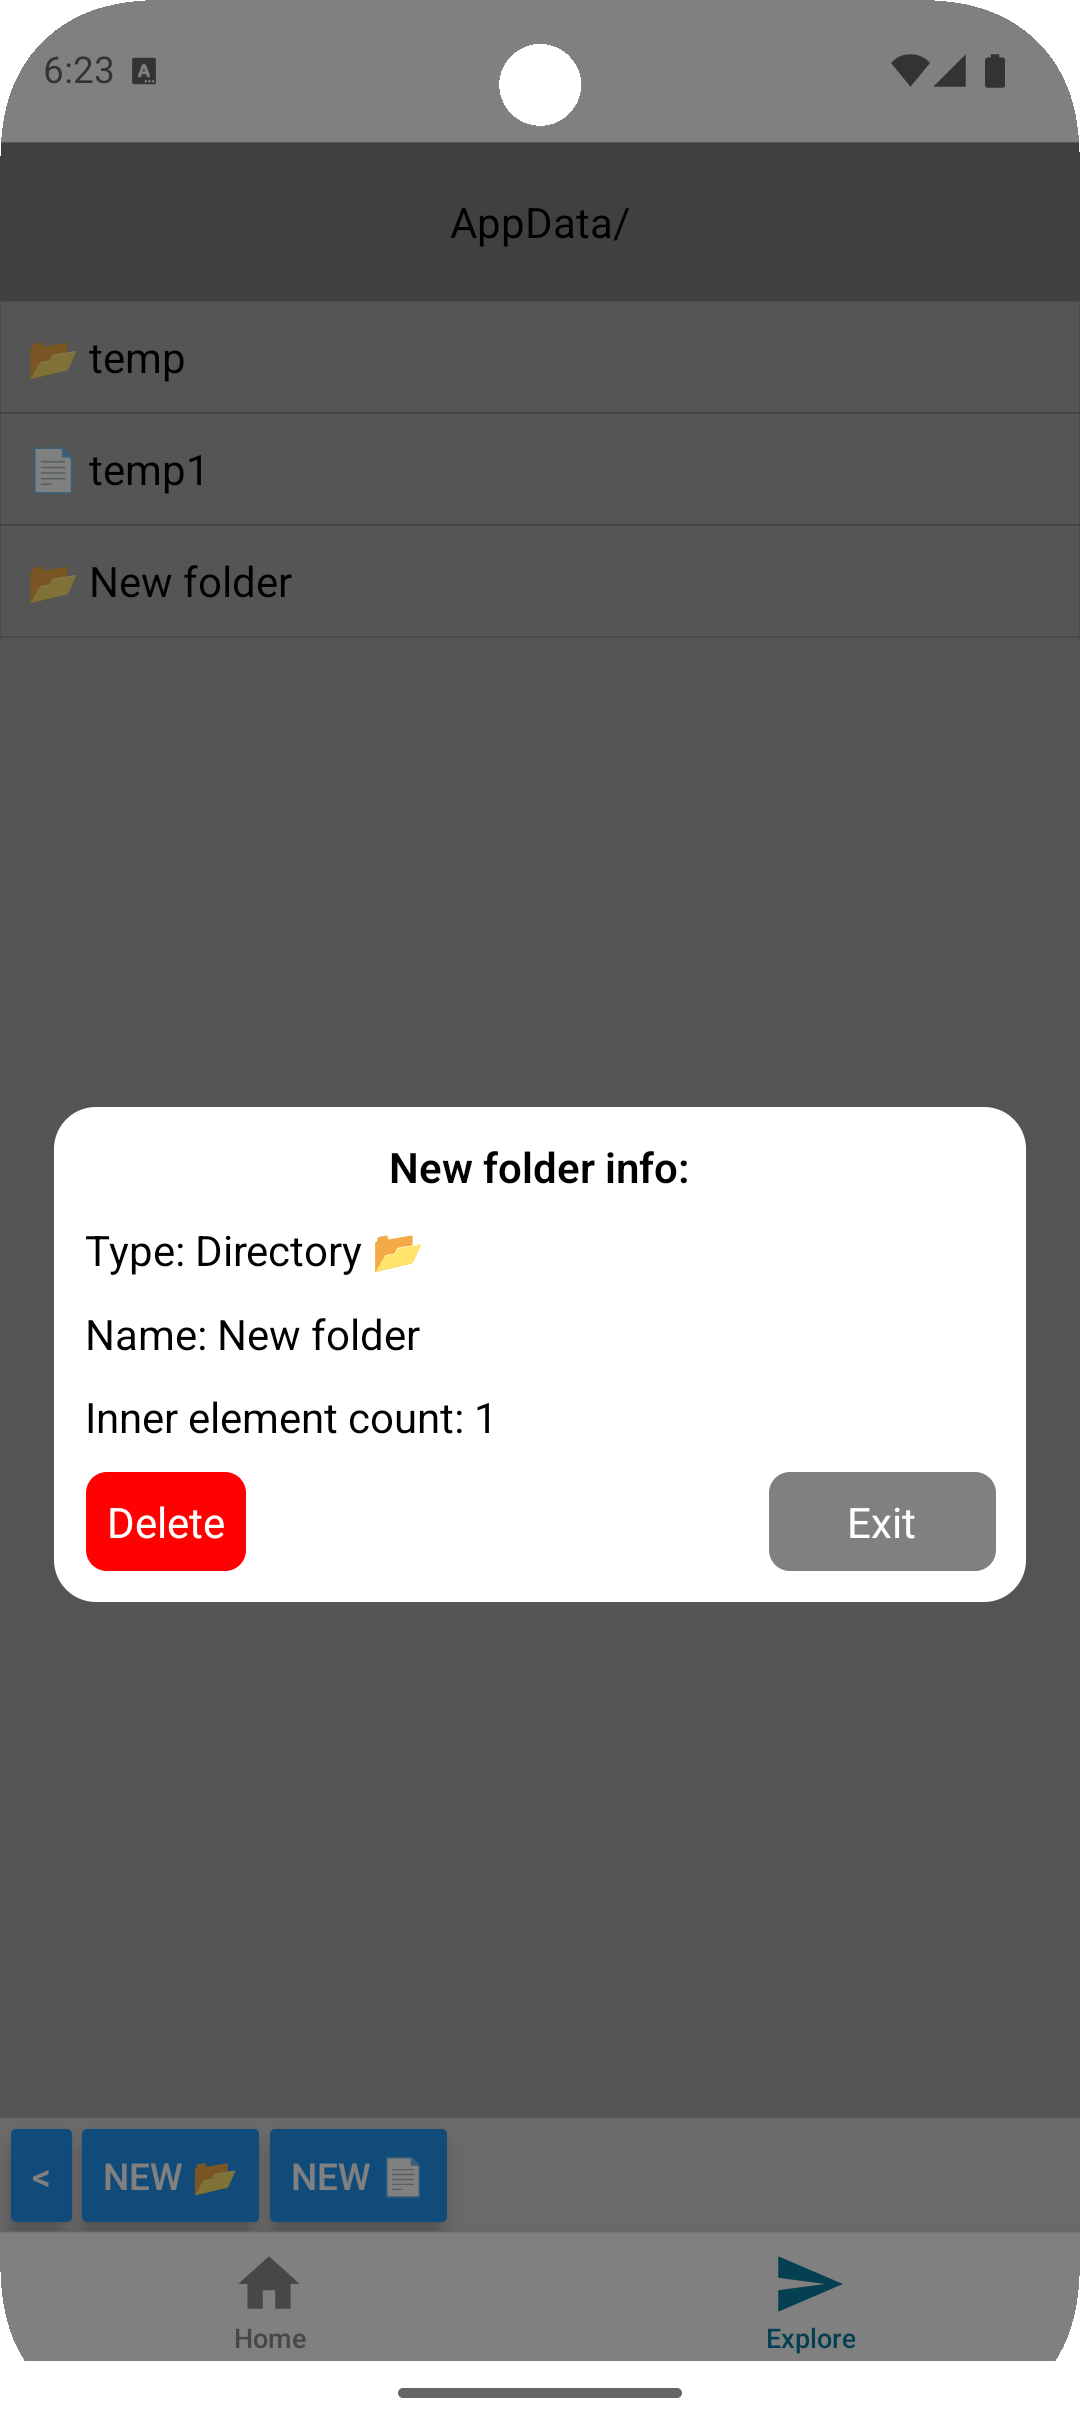 6:23
AppData/
📂 temp
📄 temp1
📂 New folder
New folder info:
Type: Directory 📂
Name: New folder
Inner element count: 1
Delete Exit
< NEW 📂 NEW 📄
Home Explore